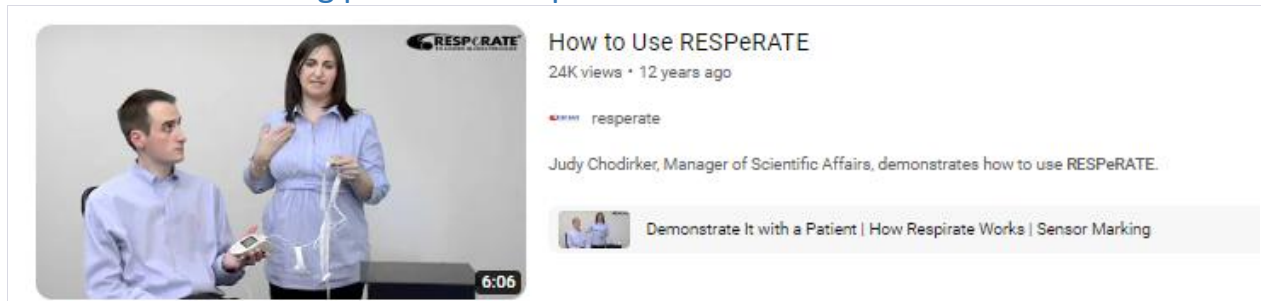 RESPeRATE
How to Use RESPeRATE
24K views • 12 years ago
resperate
Judy Chodirker, Manager of Scientific Affairs, demonstrates how to use RESPeRATE.
Demonstrate It with a Patient | How Respirate Works | Sensor Marking
6:06